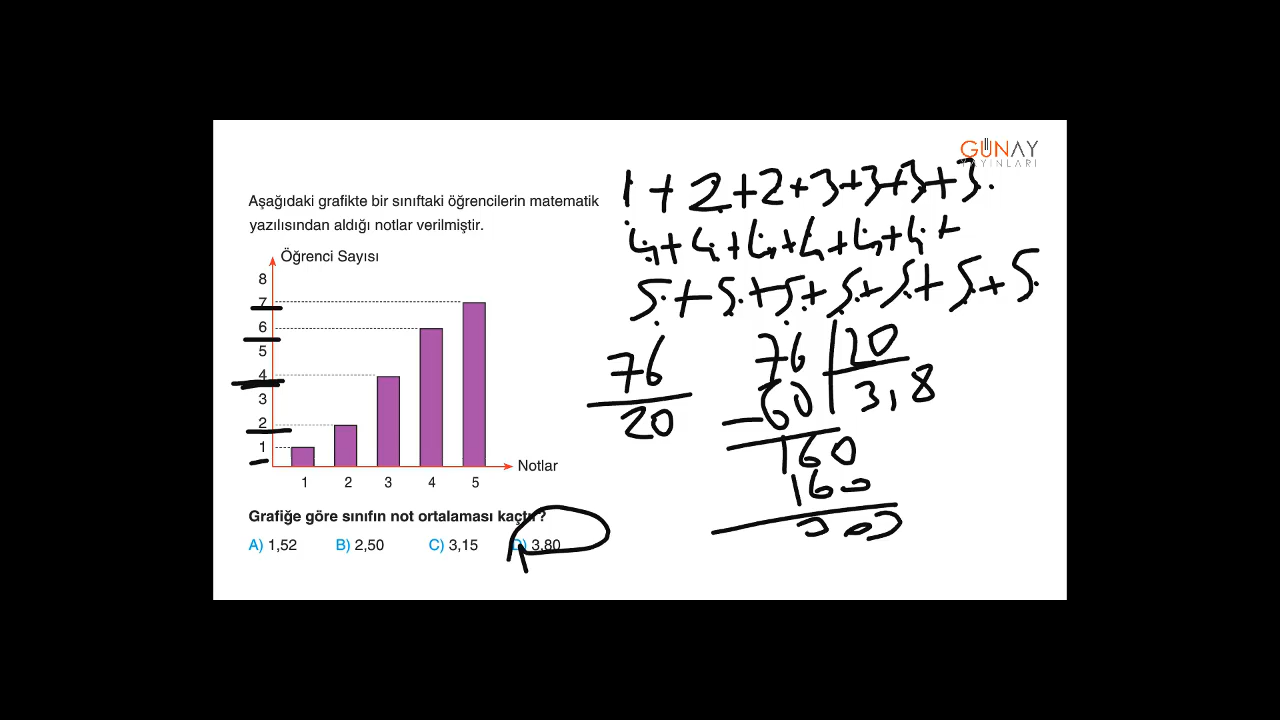 GÜNAY
YAYINLARI
Aşağıdaki grafikte bir sınıftaki öğrencilerin matematik
yazılısından aldığı notlar verilmiştir.
Öğrenci Sayısı
8
7
6
5
4
3
2
1
Notlar
1 2 3 4 5
Grafiğe göre sınıfın not ortalaması kaçtır?
A) 1,52 B) 2,50 C) 3,15 D) 3,80
1+2+2+3+3+3+3
4+4+4+4+4+4+
5+5+5+5+5+5+5
76
20
76 20
-60 3,8
160
160
000